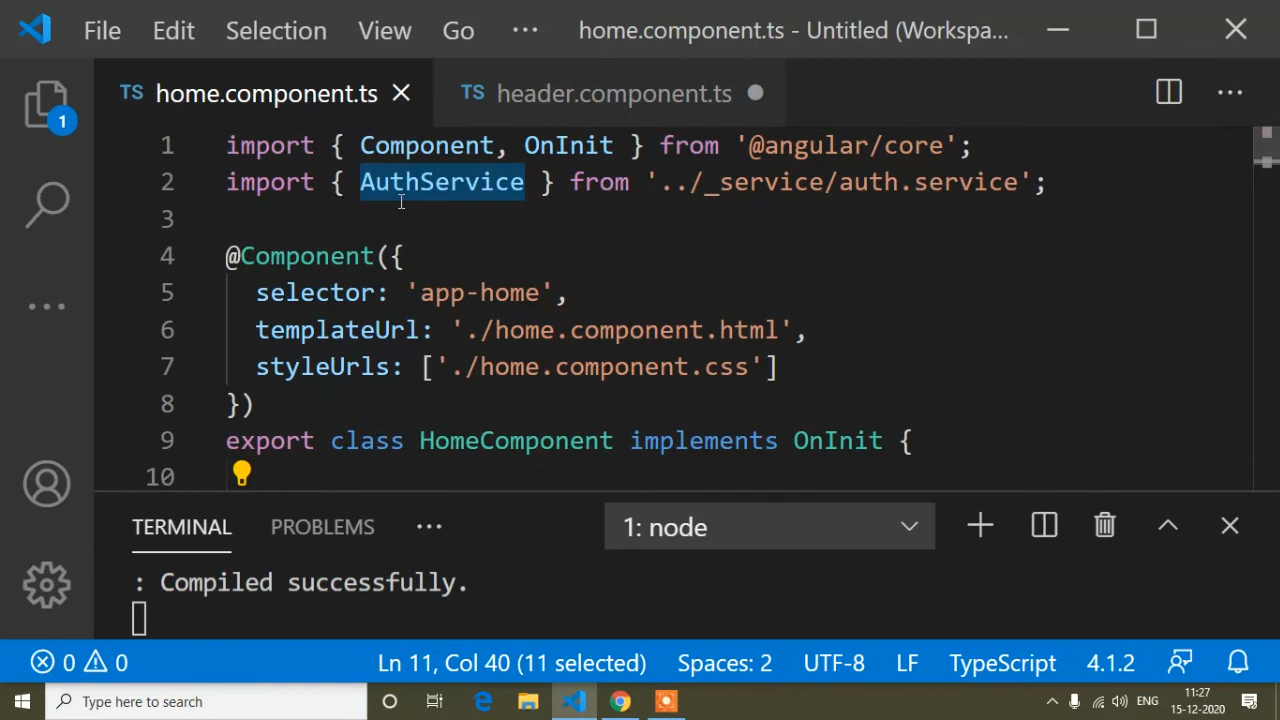 File Edit Selection View Go ··· home.component.ts - Untitled (Workspa...
TS home.component.ts
TS header.component.ts
1 import { Component, OnInit } from '@angular/core';
2 import { AuthService } from '../_service/auth.service';
3
4 @Component({
5 selector: 'app-home',
6 templateUrl: './home.component.html',
7 styleUrls: ['./home.component.css']
8 })
9 export class HomeComponent implements OnInit {
10
1
TERMINAL PROBLEMS ··· 1: node
: Compiled successfully.
0 0 Ln 11, Col 40 (11 selected) Spaces: 2 UTF-8 LF TypeScript 4.1.2
Type here to search
ENG
11:27
15-12-2020